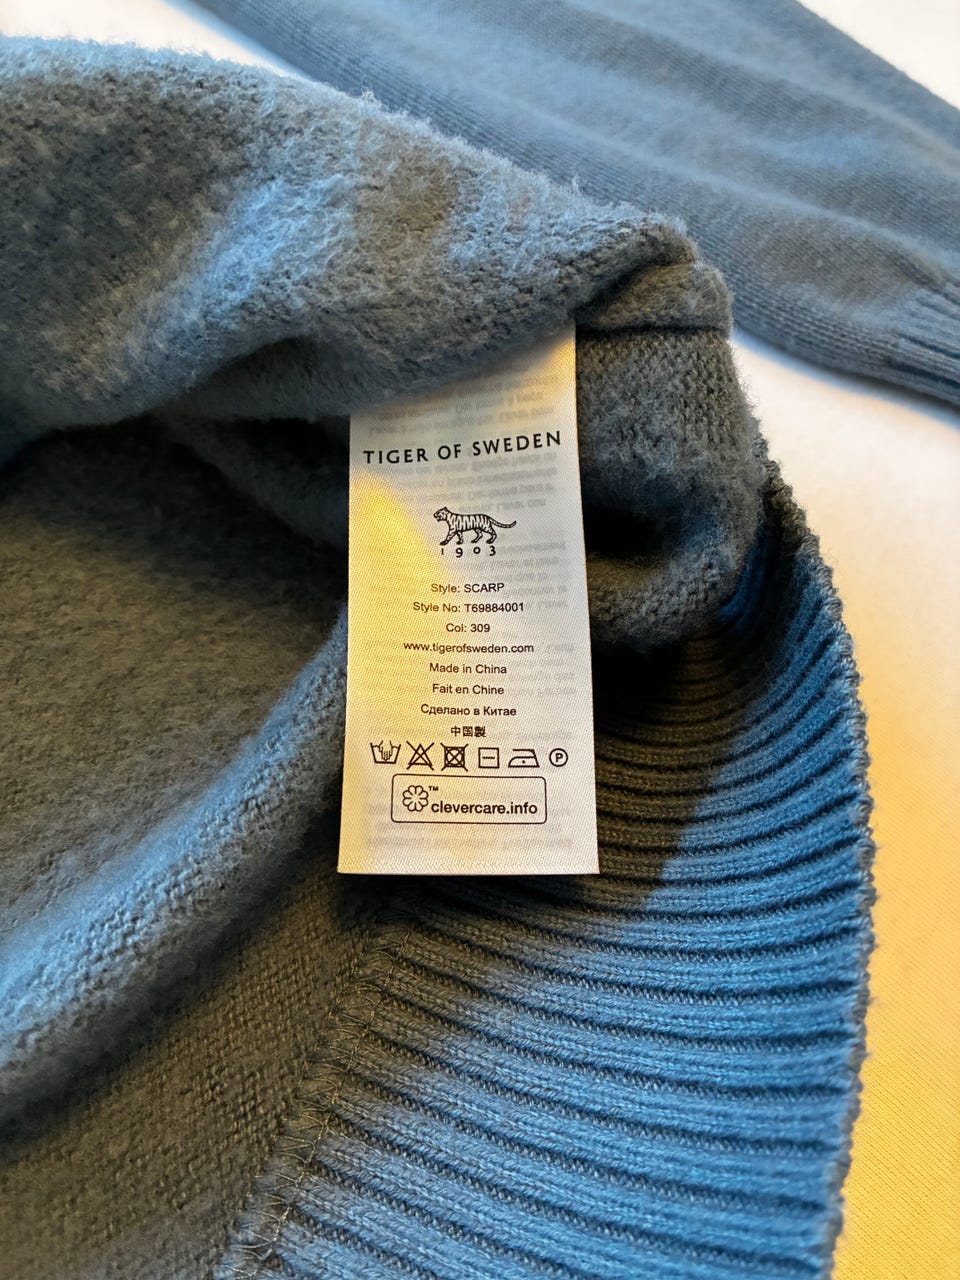 TIGER OF SWEDEN
1903
Style: SCARP
Style No: T69884001
Col: 309
www.tigerofsweden.com
Made in China
Fait en Chine
Сделано в Китае
中国製
P
™
clevercare.info